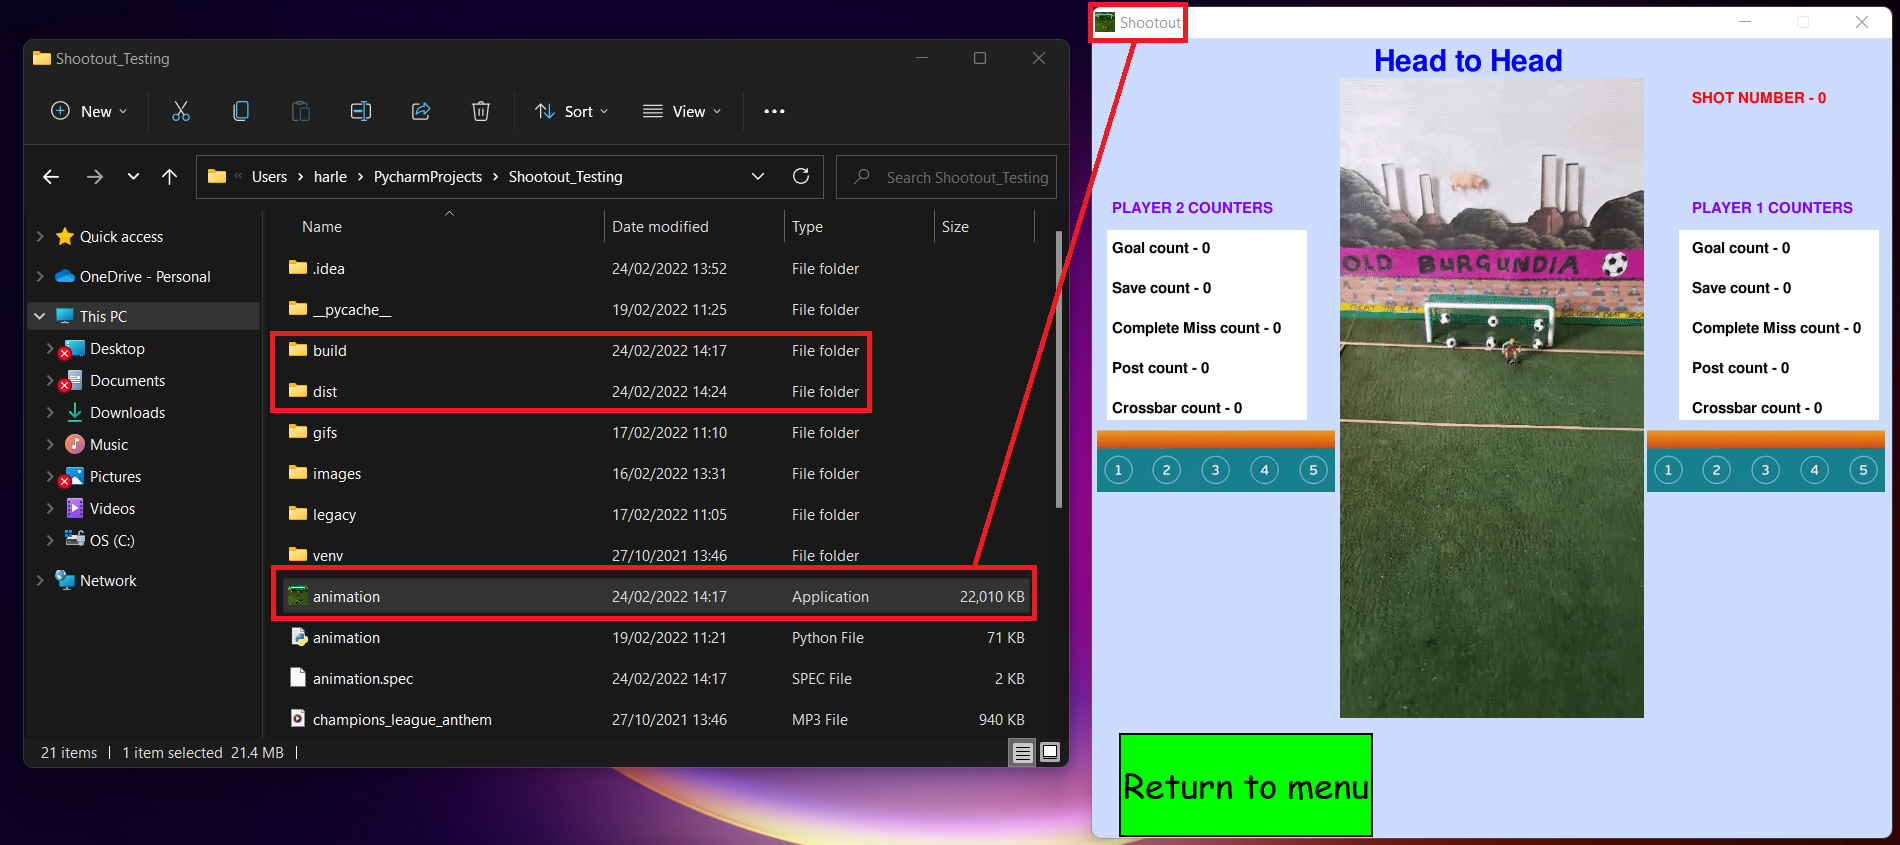 Shootout_Testing
New
Sort
View
Users
harle
PycharmProjects
Shootout_Testing
Search Shootout_Testing
Quick access
OneDrive - Personal
This PC
Desktop
Documents
Downloads
Music
Pictures
Videos
OS (C:)
Network
Name Date modified Type Size
.idea 24/02/2022 13:52 File folder
__pycache__ 19/02/2022 11:25 File folder
build 24/02/2022 14:17 File folder
dist 24/02/2022 14:24 File folder
gifs 17/02/2022 11:10 File folder
images 16/02/2022 13:31 File folder
legacy 17/02/2022 11:05 File folder
venv 27/10/2021 13:46 File folder
animation 24/02/2022 14:17 Application 22,010 KB
animation 19/02/2022 11:21 Python File 71 KB
animation.spec 24/02/2022 14:17 SPEC File 2 KB
champions_league_anthem 27/10/2021 13:46 MP3 File 940 KB
21 items 1 item selected 21.4 MB
Shootout
Head to Head
SHOT NUMBER - 0
PLAYER 2 COUNTERS
Goal count - 0
Save count - 0
Complete Miss count - 0
Post count - 0
Crossbar count - 0
1 2 3 4 5
OLD BURGUNDIA
PLAYER 1 COUNTERS
Goal count - 0
Save count - 0
Complete Miss count - 0
Post count - 0
Crossbar count - 0
1 2 3 4 5
Return to menu